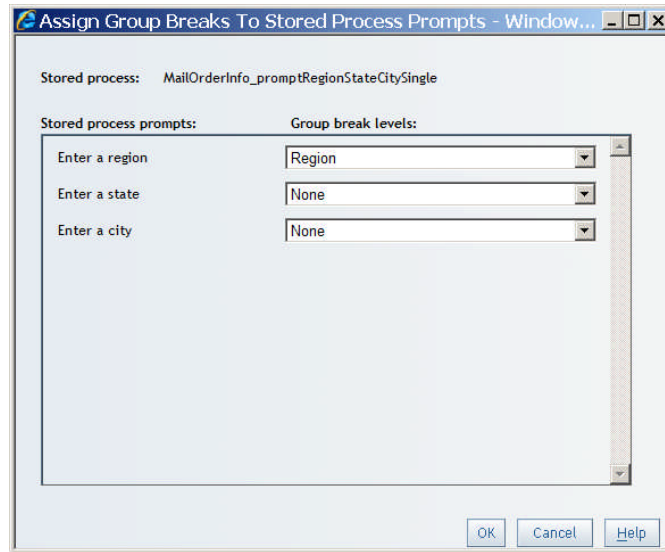 Assign Group Breaks To Stored Process Prompts - Window...
Stored process: MailOrderInfo_promptRegionStateCitySingle
Stored process prompts: Group break levels:
Enter a region Region
Enter a state None
Enter a city None
OK Cancel Help